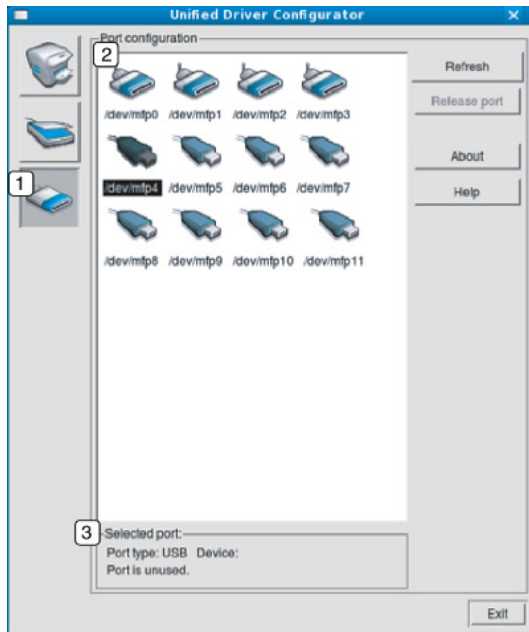 Unified Driver Configurator
Port configuration
2
/dev/mfp0 /dev/mfp1 /dev/mfp2 /dev/mfp3
Refresh
Release port
1
/dev/mfp4 /dev/mfp5 /dev/mfp6 /dev/mfp7
About
Help
/dev/mfp8 /dev/mfp9 /dev/mfp10 /dev/mfp11
3
Selected port:
Port type: USB Device:
Port is unused.
Exit